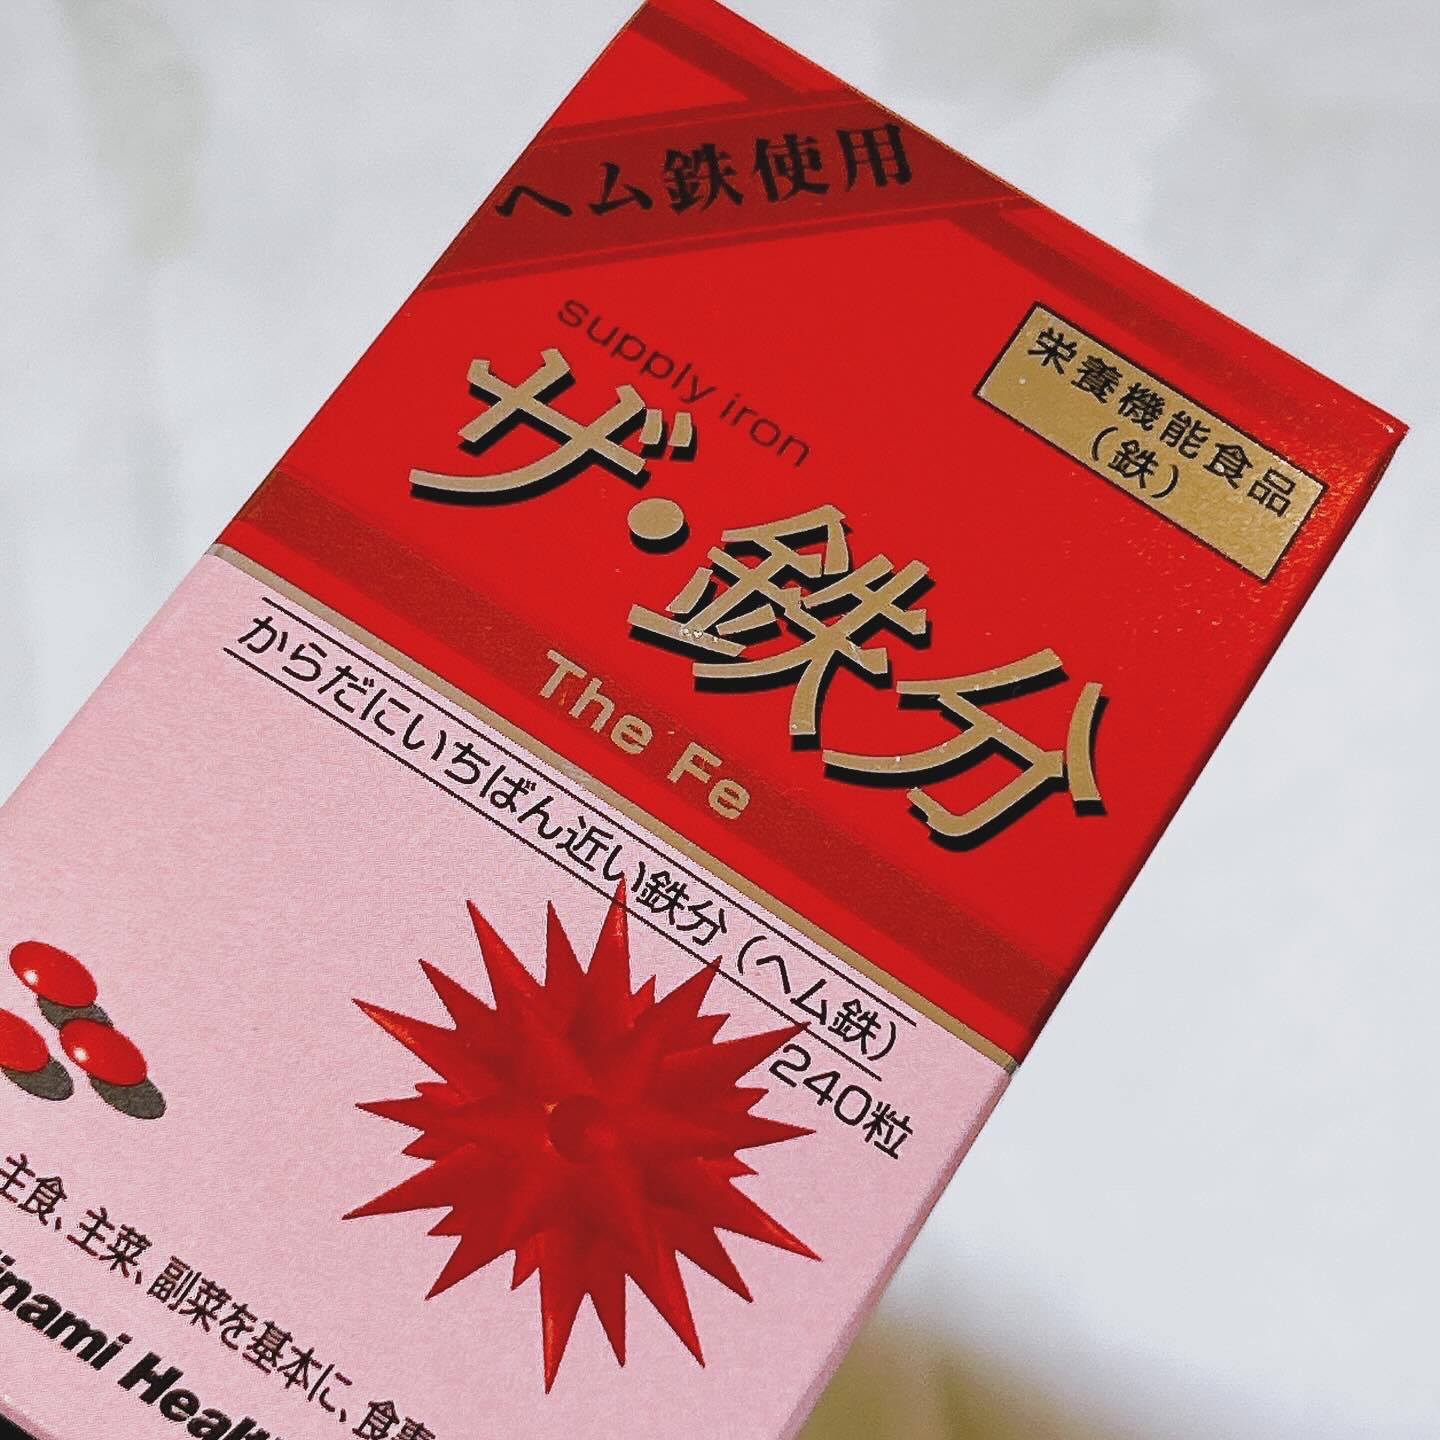 ヘム鉄使用
supply iron
栄養機能食品
（鉄）
ザ・鉄分
The Fe
からだにいちばん近い鉄分（ヘム鉄）
240粒
主食、主菜、副菜を基本に、食事
inami Heal